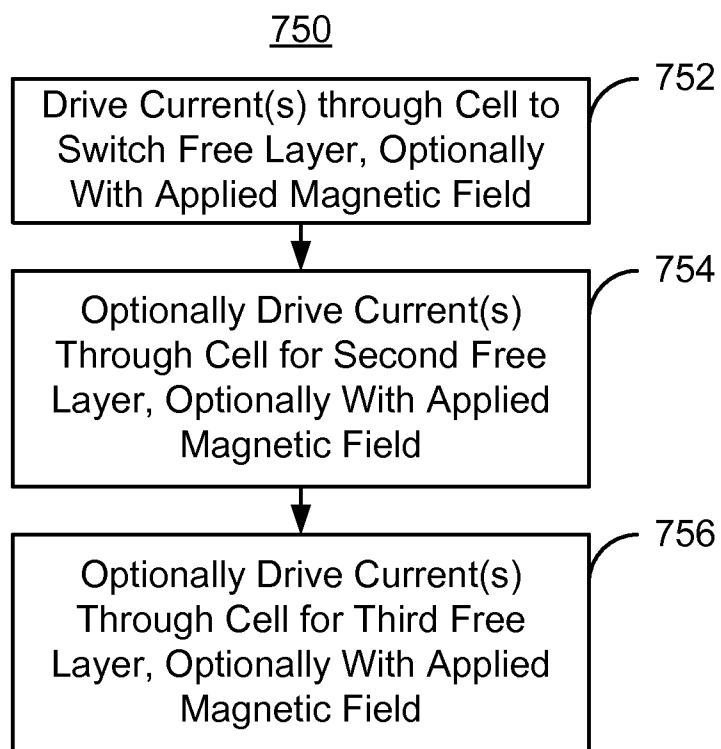 750
752
Drive Current(s) through Cell to
Switch Free Layer, Optionally
With Applied Magnetic Field
754
Optionally Drive Current(s)
Through Cell for Second Free
Layer, Optionally With Applied
Magnetic Field
756
Optionally Drive Current(s)
Through Cell for Third Free
Layer, Optionally With Applied
Magnetic Field